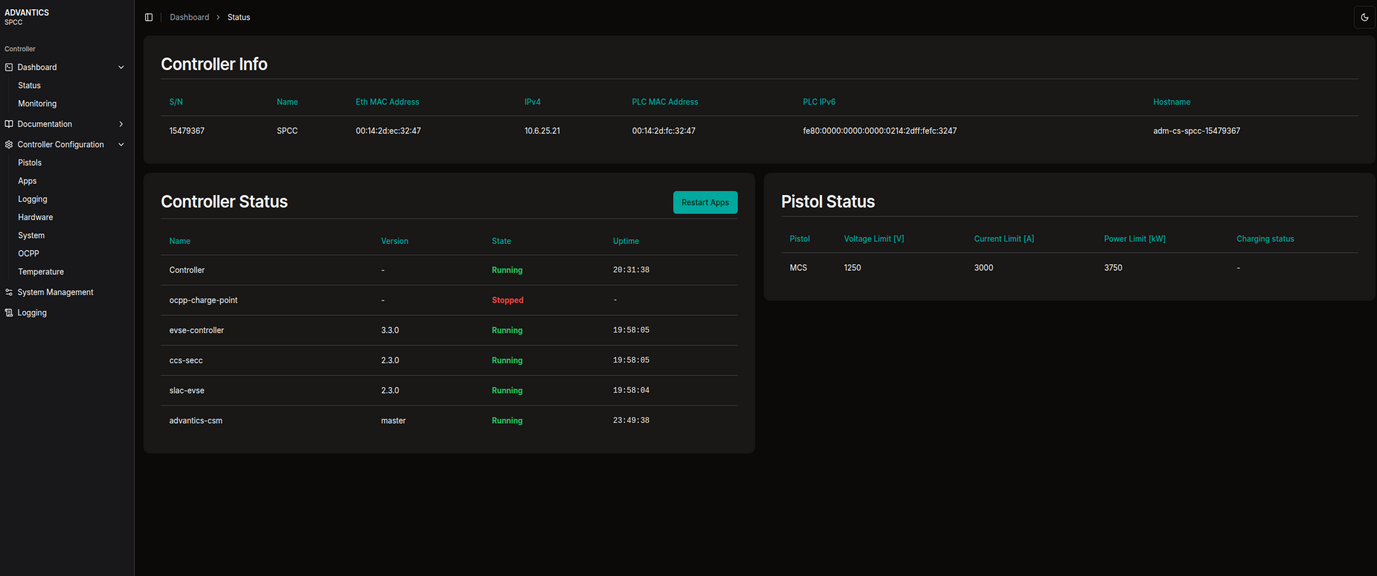 ADVANTICS
SPCC
Controller
Dashboard
Status
Monitoring
Documentation
Controller Configuration
Pistols
Apps
Logging
Hardware
System
OCPP
Temperature
System Management
Logging
Dashboard > Status
Controller Info
S/N Name Eth MAC Address IPv4 PLC MAC Address PLC IPv6 Hostname
15479367 SPCC 00:14:2d:ec:32:47 10.6.25.21 00:14:2d:fc:32:47 fe80:0000:0000:0000:0214:2dff:fefc:3247 adm-cs-spcc-15479367
Controller Status
Restart Apps
Name Version State Uptime
Controller - Running 20:31:38
ocpp-charge-point - Stopped -
evse-controller 3.3.0 Running 19:58:05
ccs-secc 2.3.0 Running 19:58:05
slac-evse 2.3.0 Running 19:58:04
advantics-csm master Running 23:49:38
Pistol Status
Pistol Voltage Limit [V] Current Limit [A] Power Limit [kW] Charging status
MCS 1250 3000 3750 -